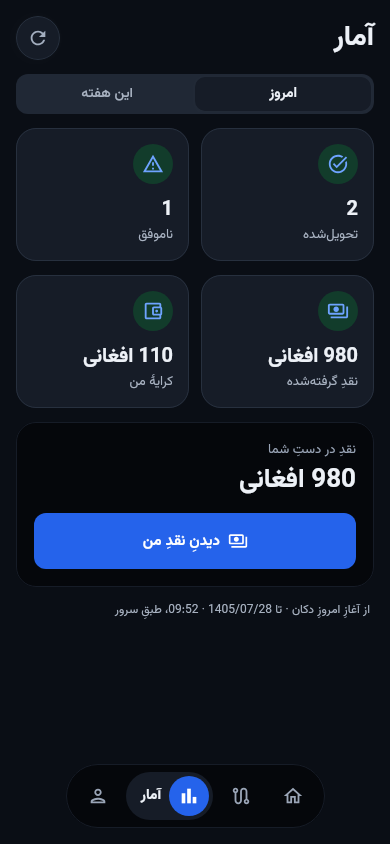 آمار
امروز
این هفته
2
تحویل‌شده
1
ناموفق
980 افغانی
نقدِ گرفته‌شده
110 افغانی
کرایهٔ من
نقدِ در دستِ شما
980 افغانی
دیدنِ نقدِ من
از آغازِ امروزِ دکان · تا 1405/07/28 · 09:52، طبقِ سرور
آمار